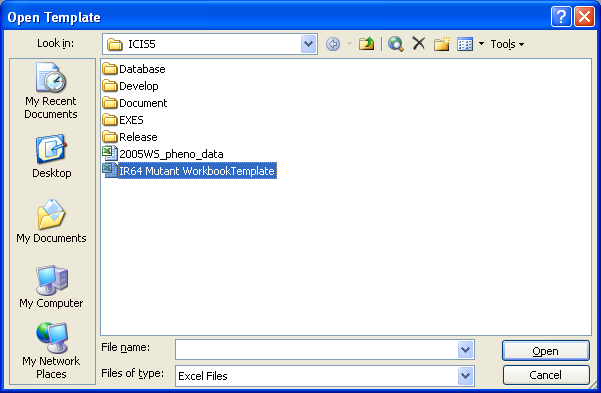 Open Template
Look in: ICIS5 Tools
My Recent
Documents
Desktop
My Documents
My Computer
My Network
Places
Database
Develop
Document
EXES
Release
2005WS_pheno_data
IR64 Mutant WorkbookTemplate
File name: Open
Files of type: Excel Files Cancel